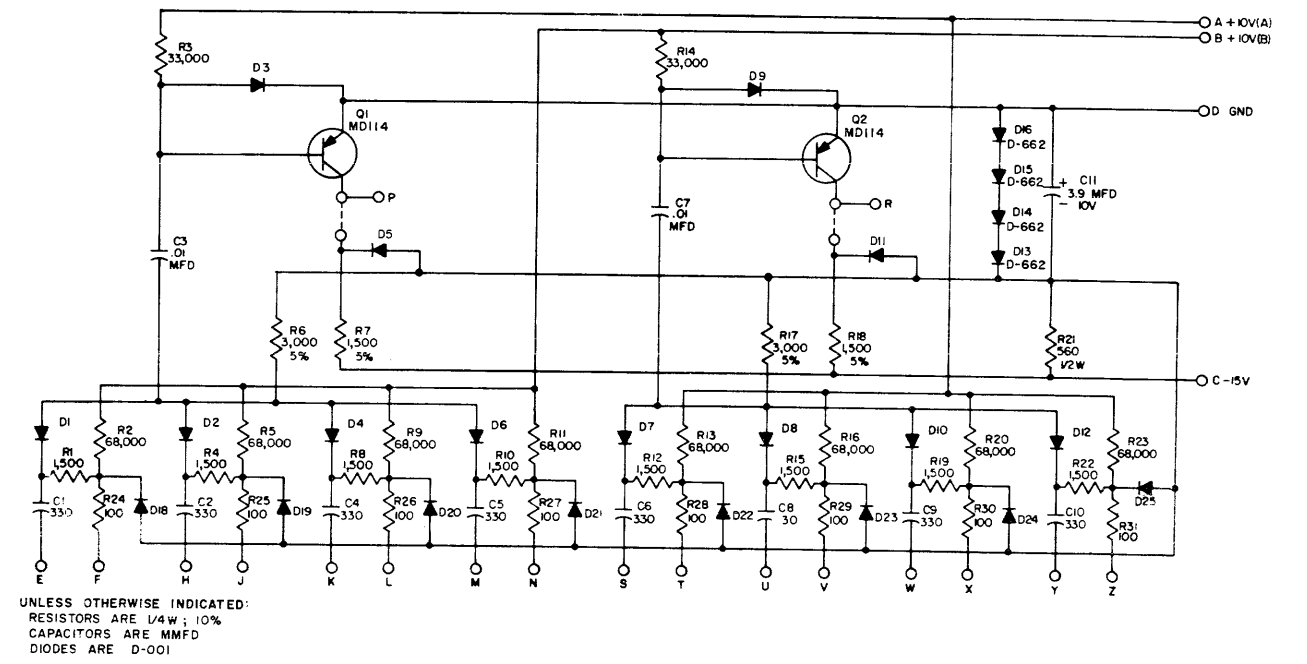 A +10V(A)
B +10V(B)
R3
33,000
D3
R14
33,000
D9
Q1
MD114
Q2
MD114
D GND
D16
D-662
D15
D-662
D14
D-662
D13
D-662
C11
+
3.9 MFD
−
10V
P
R
C3
.01
MFD
D5
C7
.01
MFD
D11
R6
3,000
5%
R7
1,500
5%
R17
3,000
5%
R18
1,500
5%
R21
560
1/2W
C -15V
D1
R2
68,000
D2
R5
68,000
D4
R9
68,000
D6
R11
68,000
D7
R13
68,000
D8
R16
68,000
D10
R20
68,000
D12
R23
68,000
R1
1,500
R4
1,500
R8
1,500
R10
1,500
R12
1,500
R15
1,500
R19
1,500
R22
1,500
C1
330
R24
100
D18
C2
330
R25
100
D19
C4
330
R26
100
D20
C5
330
R27
100
D21
C6
330
R28
100
D22
C8
30
R29
100
D23
C9
330
R30
100
D24
C10
330
R31
100
D25
E
F
H
J
K
L
M
N
S
T
U
V
W
X
Y
Z
UNLESS OTHERWISE INDICATED:
RESISTORS ARE 1/4W; 10%
CAPACITORS ARE MMFD
DIODES ARE D-001